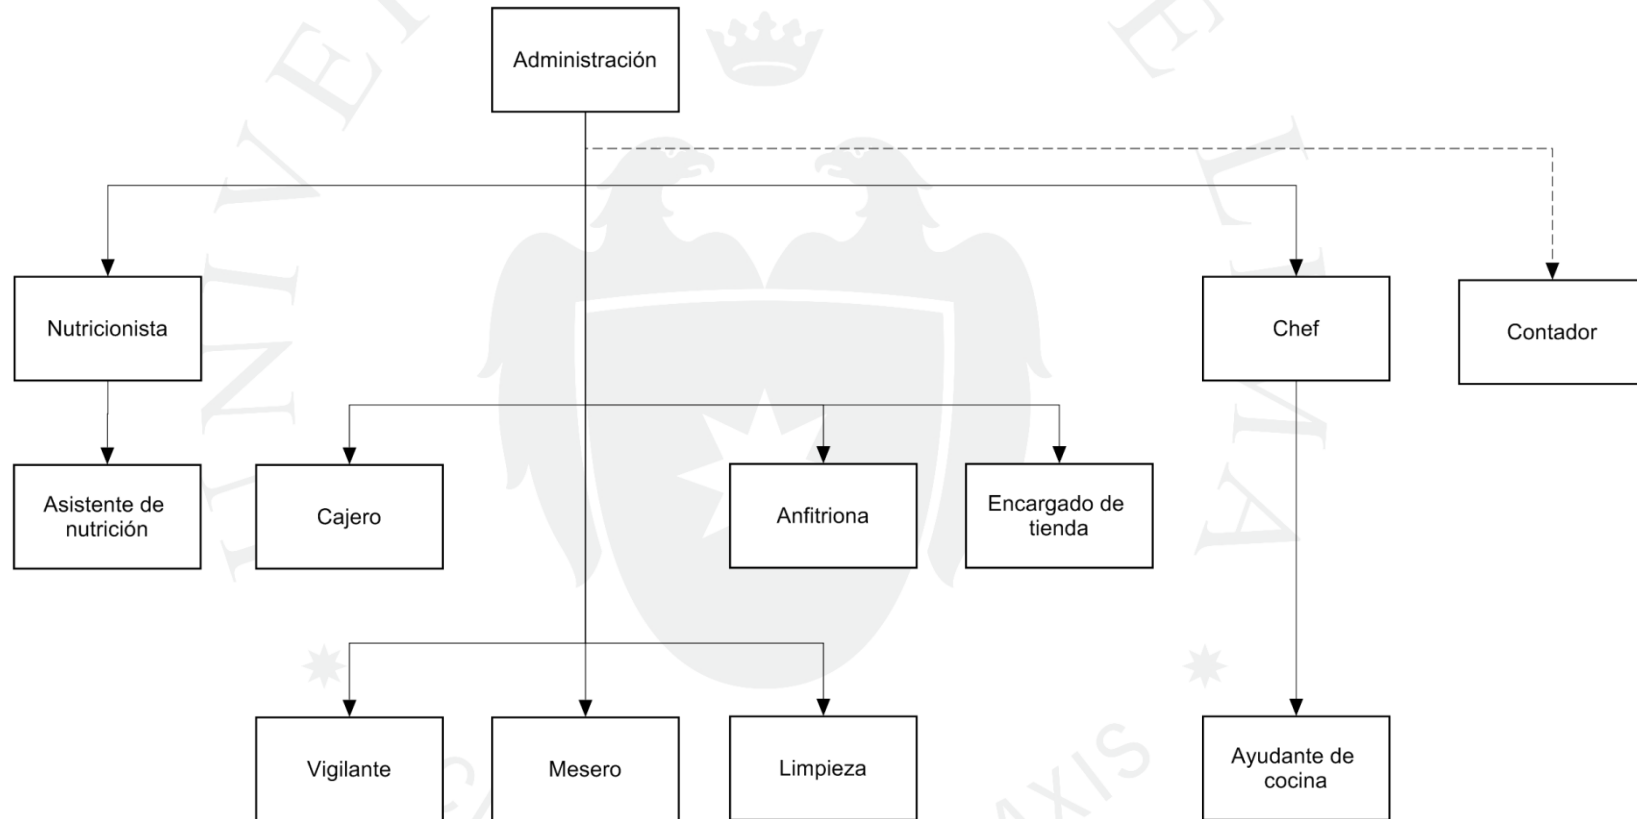 Administración
Nutricionista
Chef
Contador
Asistente de
nutrición
Cajero
Anfitriona
Encargado de
tienda
Vigilante
Mesero
Limpieza
Ayudante de
cocina